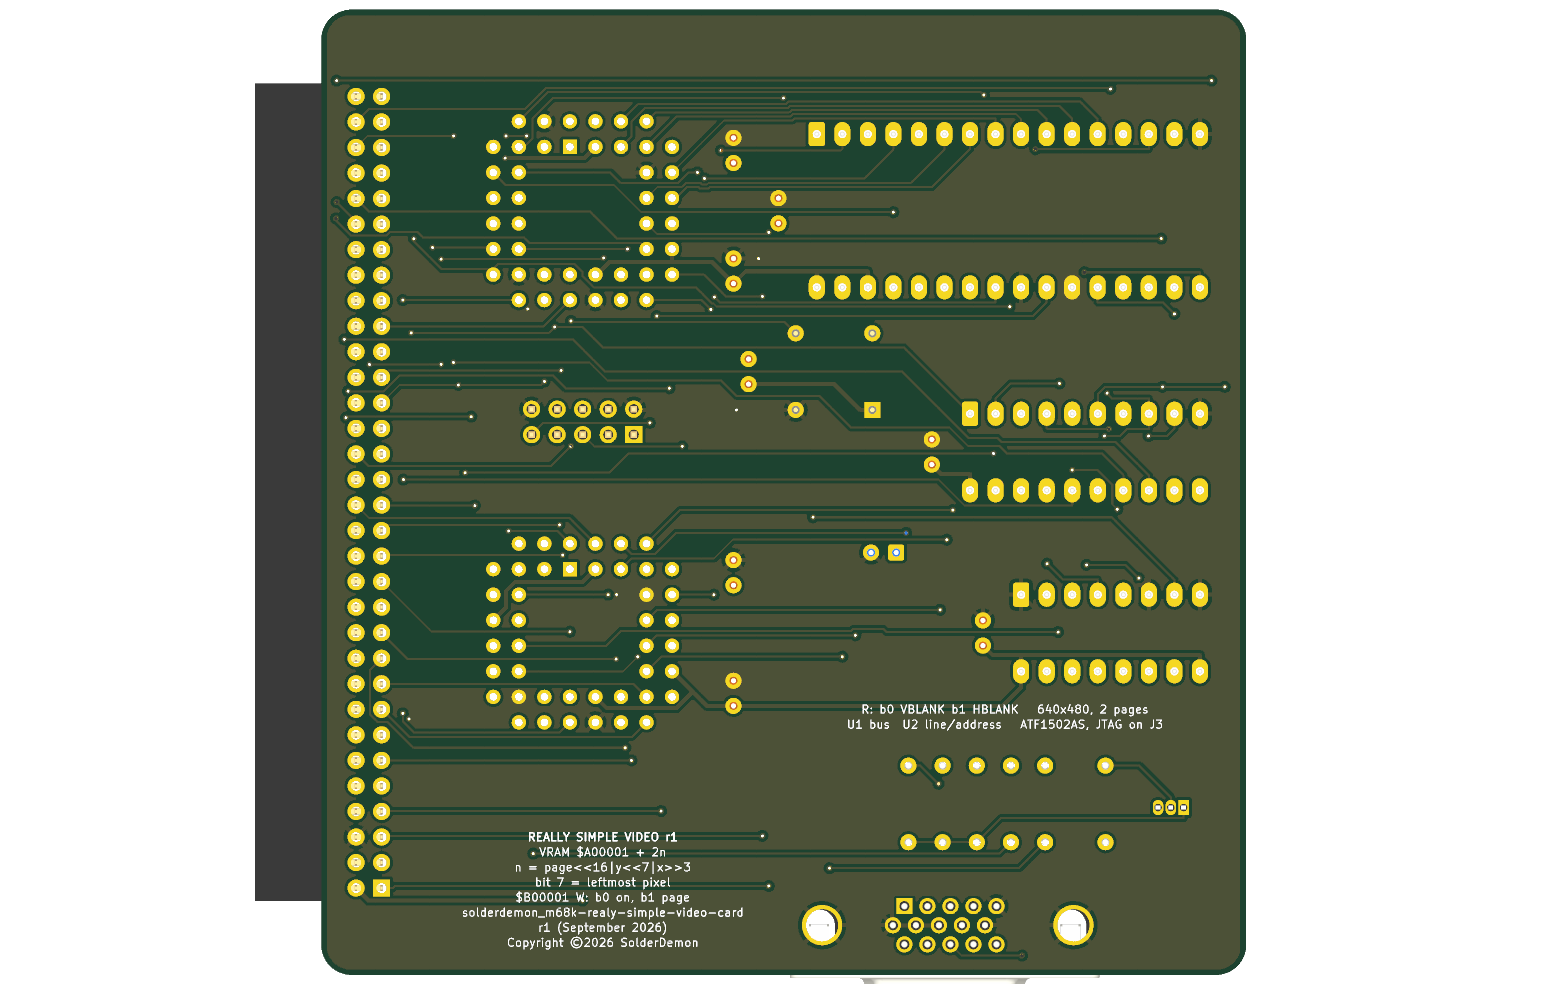 R: b0 VBLANK b1 HBLANK 640x480, 2 pages
U1 bus U2 line/address ATF1502AS, JTAG on J3
REALLY SIMPLE VIDEO r1
VRAM $A00001 + 2n
n = page<<16|y<<7|x>>3
bit 7 = leftmost pixel
$B00001 W: b0 on, b1 page
solderdemon_m68k-realy-simple-video-card
r1 (September 2026)
Copyright ©2026 SolderDemon